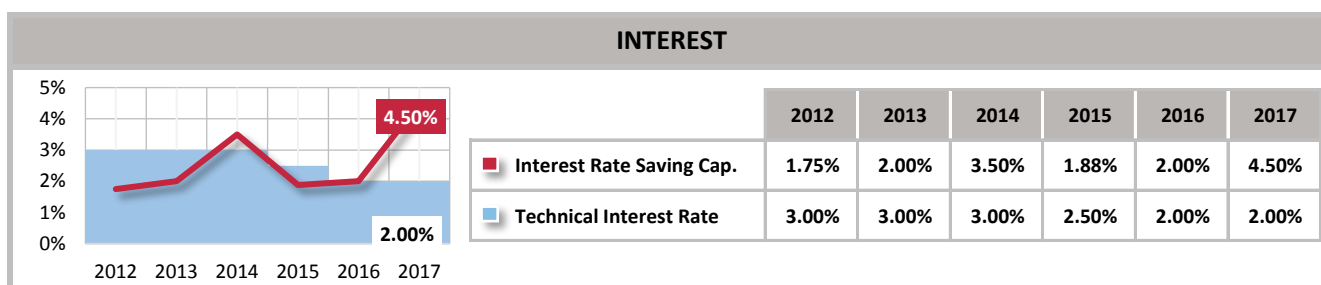 INTEREST
5%
4%
3%
2%
1%
0%
4.50%
2.00%
2012 2013 2014 2015 2016 2017
2012 2013 2014 2015 2016 2017
Interest Rate Saving Cap. 1.75% 2.00% 3.50% 1.88% 2.00% 4.50%
Technical Interest Rate 3.00% 3.00% 3.00% 2.50% 2.00% 2.00%